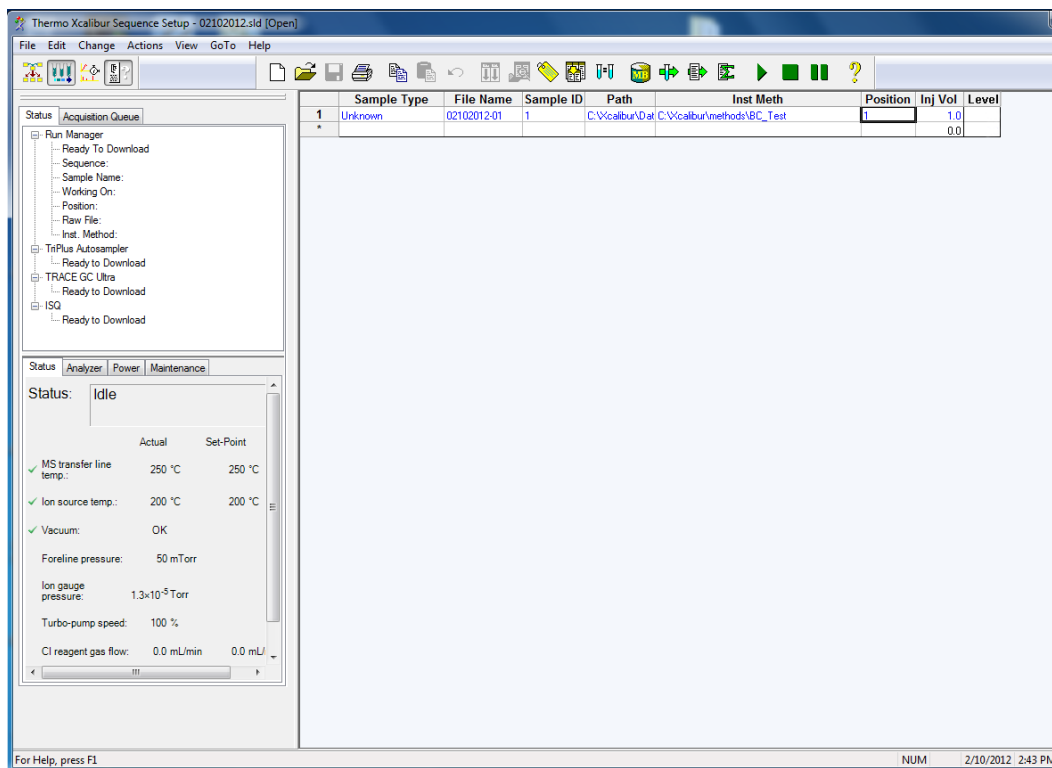 Thermo Xcalibur Sequence Setup - 02102012.sld [Open]
File Edit Change Actions View GoTo Help
Status Acquisition Queue
Run Manager
Ready To Download
Sequence:
Sample Name:
Working On:
Position:
Raw File:
Inst. Method:
TriPlus Autosampler
Ready to Download
TRACE GC Ultra
Ready to Download
ISQ
Ready to Download
Sample Type File Name Sample ID Path Inst Meth Position Inj Vol Level
1 Unknown 02102012-01 1 C:\Xcalibur\Dat C:\Xcalibur\methods\BC_Test 1 1.0
* 0.0
Status Analyzer Power Maintenance
Status: Idle
Actual Set-Point
MS transfer line temp.: 250 °C 250 °C
Ion source temp.: 200 °C 200 °C
Vacuum: OK
Foreline pressure: 50 mTorr
Ion gauge pressure: 1.3×10⁻⁵ Torr
Turbo-pump speed: 100 %
CI reagent gas flow: 0.0 mL/min 0.0 mL/
For Help, press F1
NUM 2/10/2012 2:43 PM